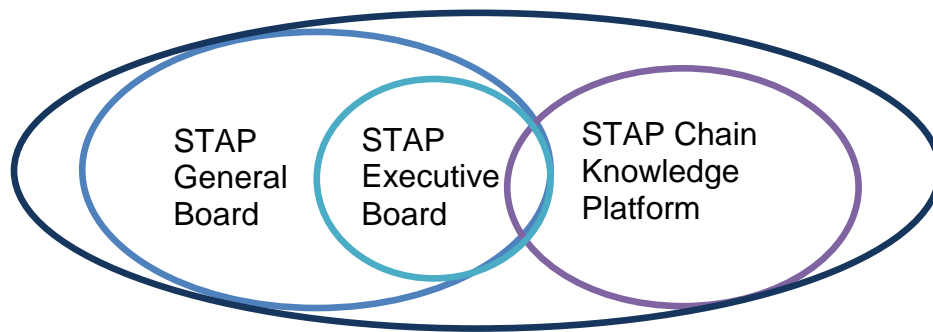 STAP
General
Board
STAP
Executive
Board
STAP Chain
Knowledge
Platform